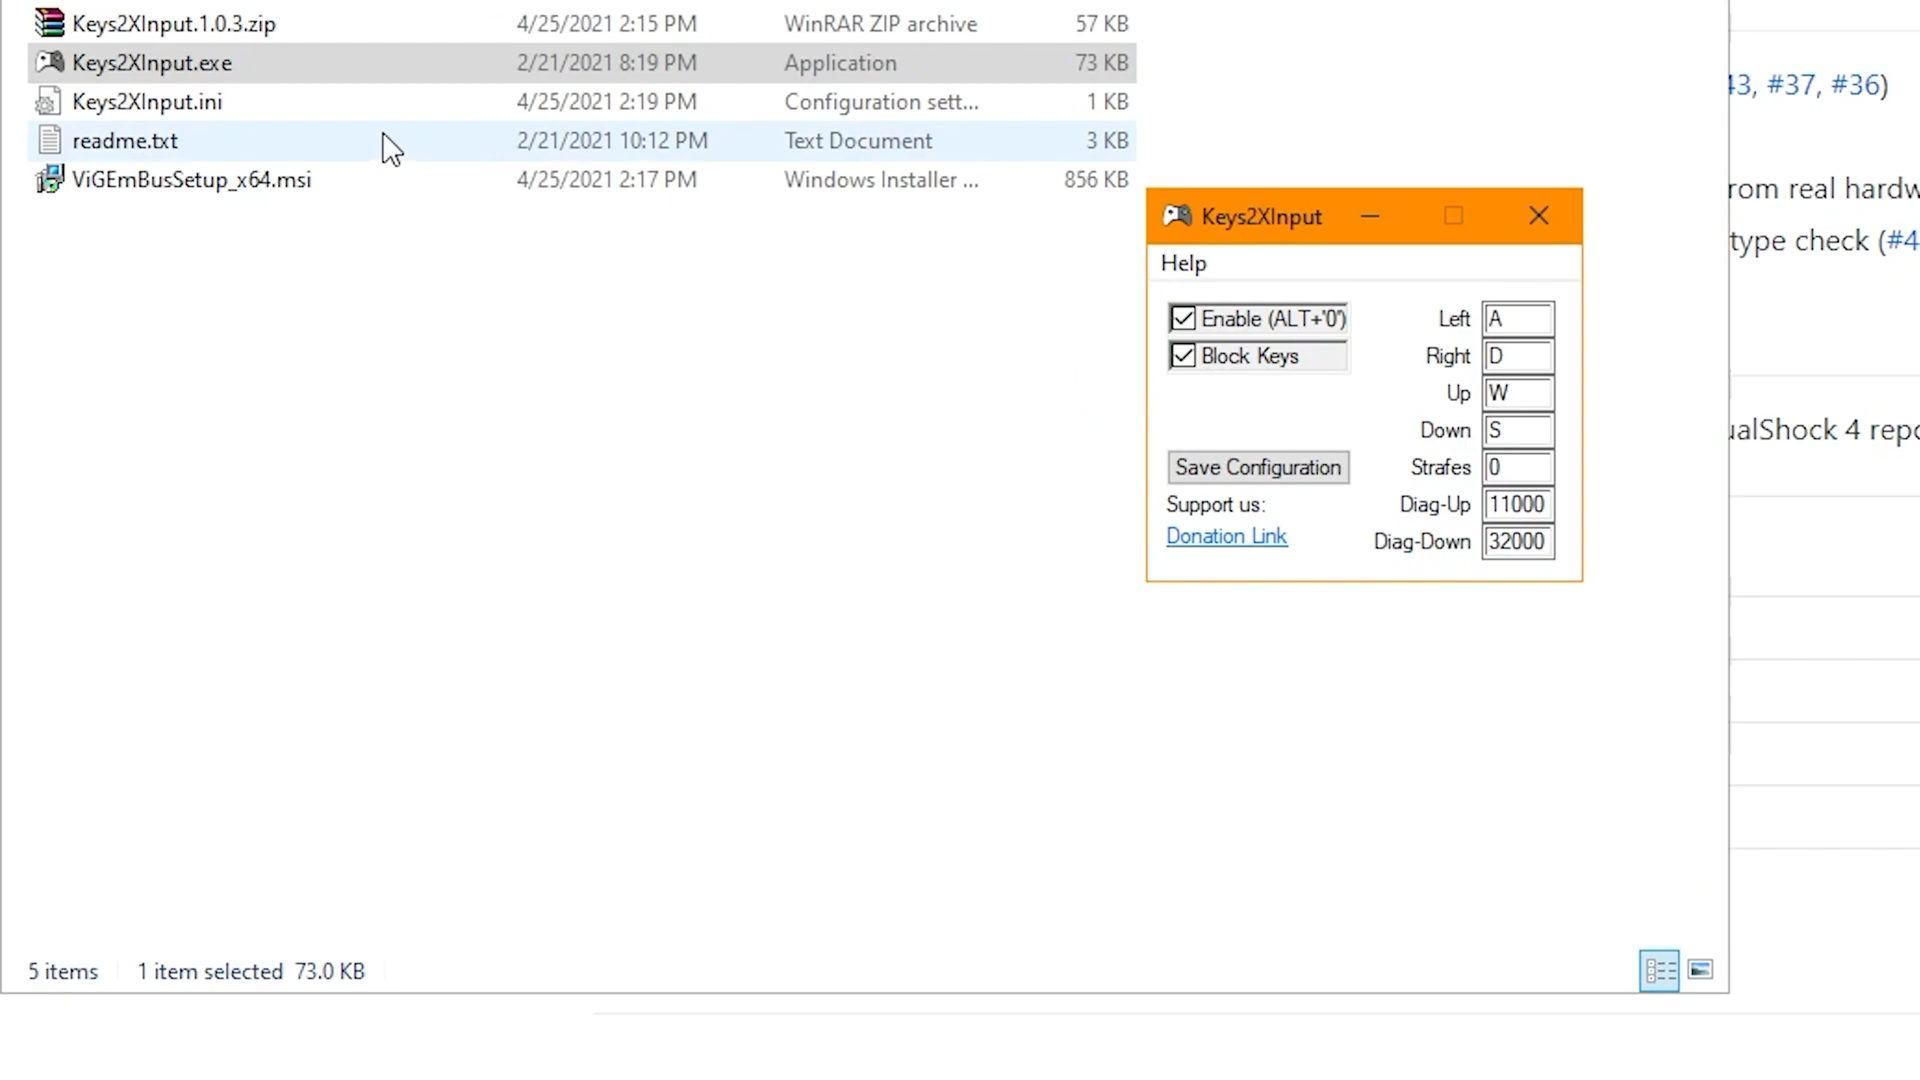 Keys2XInput.1.0.3.zip 4/25/2021 2:15 PM WinRAR ZIP archive 57 KB
Keys2XInput.exe 2/21/2021 8:19 PM Application 73 KB
Keys2XInput.ini 4/25/2021 2:19 PM Configuration sett... 1 KB
readme.txt 2/21/2021 10:12 PM Text Document 3 KB
ViGEmBusSetup_x64.msi 4/25/2021 2:17 PM Windows Installer ... 856 KB
Keys2XInput
Help
Enable (ALT+'0')
Block Keys
Save Configuration
Support us:
Donation Link
Left A
Right D
Up W
Down S
Strafes 0
Diag-Up 11000
Diag-Down 32000
#37, #36)
real
type check (#4
Shock 4
5 items 1 item selected 73.0 KB